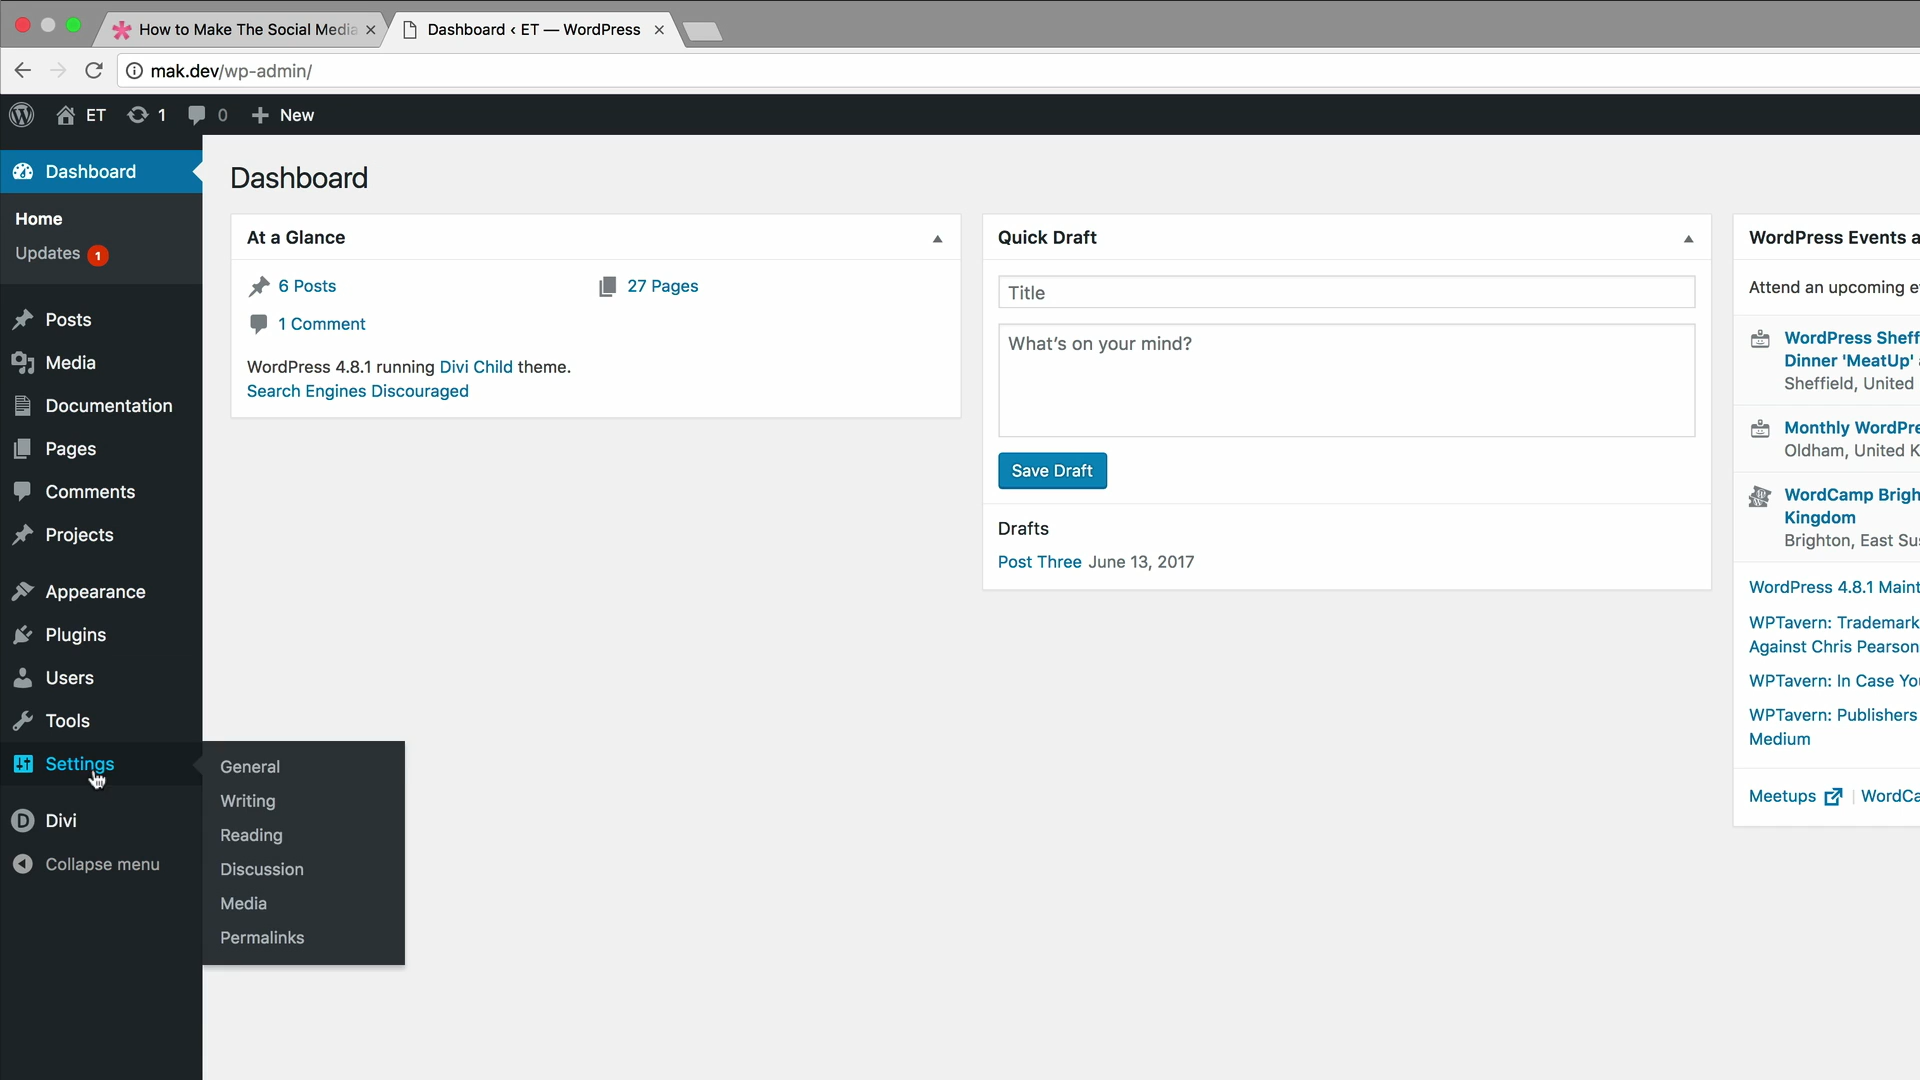 How to Make The Social Media
Dashboard ‹ ET — WordPress
mak.dev/wp-admin/
ET
1
0
New
Dashboard
Home
Updates 1
Posts
Media
Documentation
Pages
Comments
Projects
Appearance
Plugins
Users
Tools
Settings
Divi
Collapse menu
General
Writing
Reading
Discussion
Media
Permalinks
Dashboard
At a Glance
6 Posts
27 Pages
1 Comment
WordPress 4.8.1 running Divi Child theme.
Search Engines Discouraged
Quick Draft
Title
What's on your mind?
Save Draft
Drafts
Post Three June 13, 2017
WordPress Events a
Attend an upcoming e
WordPress Sheff
Dinner 'MeatUp'
Sheffield, United
Monthly WordPre
Oldham, United K
WordCamp Brigh
Kingdom
Brighton, East Sus
WordPress 4.8.1 Maint
WPTavern: Trademark
Against Chris Pearson
WPTavern: In Case You
WPTavern: Publishers
Medium
Meetups | WordCa